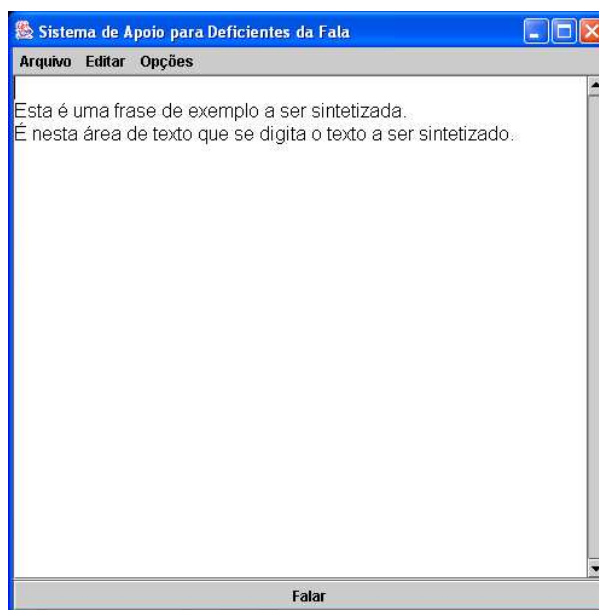 Sistema de Apoio para Deficientes da Fala
Arquivo Editar Opções
Esta é uma frase de exemplo a ser sintetizada.
É nesta área de texto que se digita o texto a ser sintetizado.
Falar